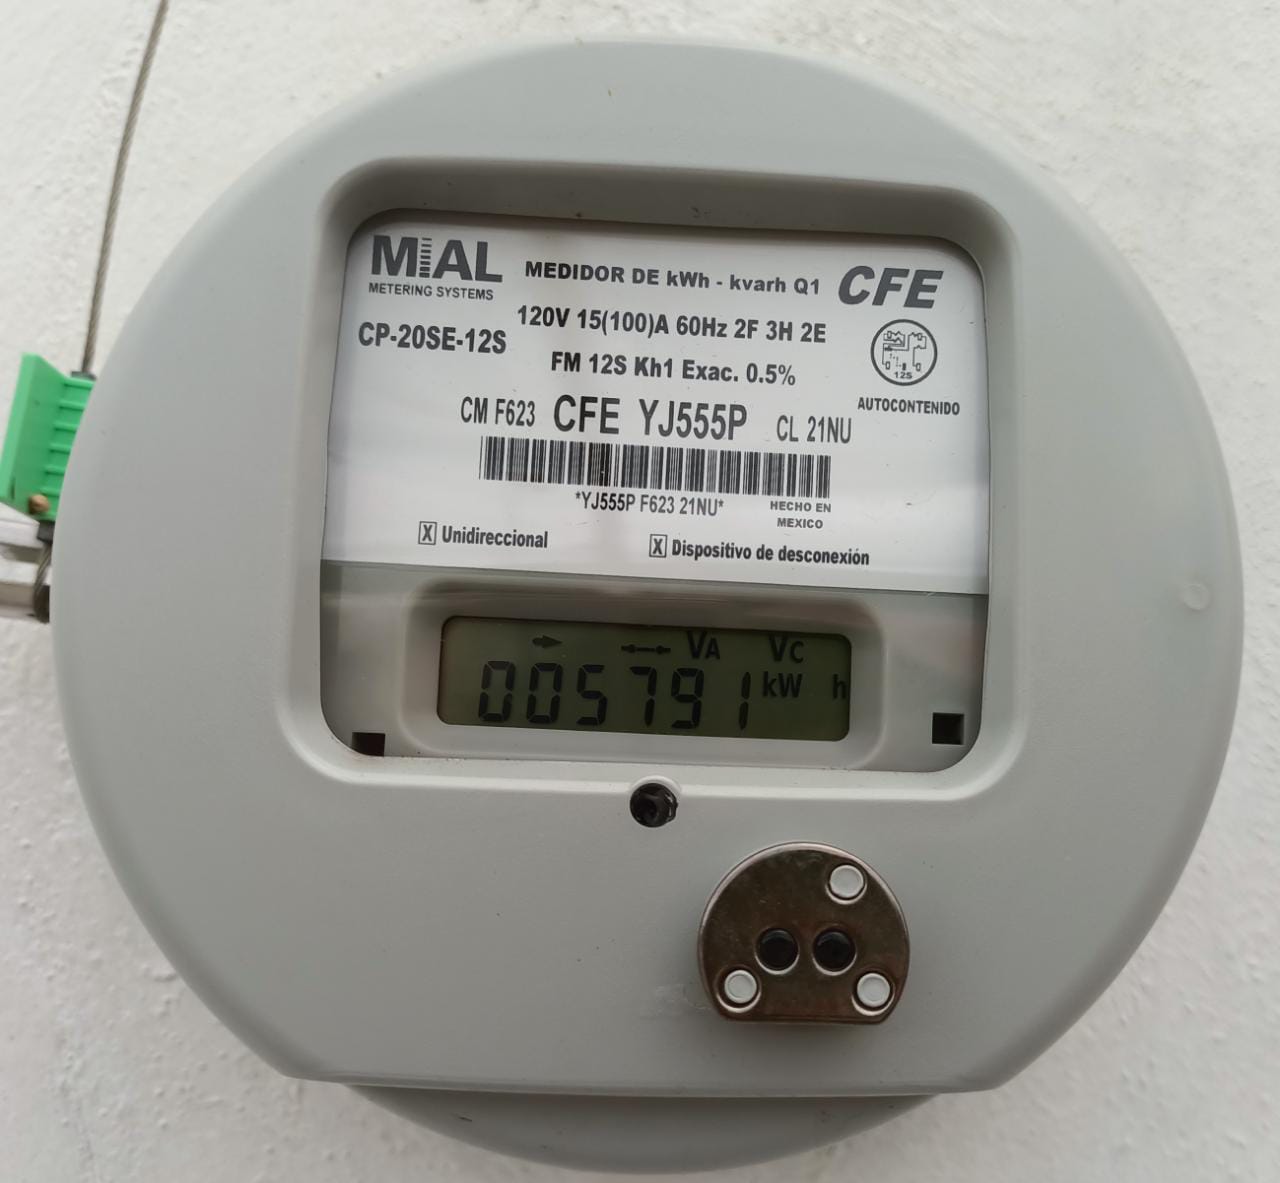 MIAL
METERING SYSTEMS
MEDIDOR DE kWh - kvarh Q1
CFE
CP-20SE-12S
120V 15(100)A 60Hz 2F 3H 2E
FM 12S Kh1 Exac. 0.5%
12S
AUTOCONTENIDO
CM F623 CFE YJ555P CL 21NU
*YJ555P F623 21NU*
HECHO EN
MEXICO
X Unidireccional
X Dispositivo de desconexión
VA VC
005791 kW h